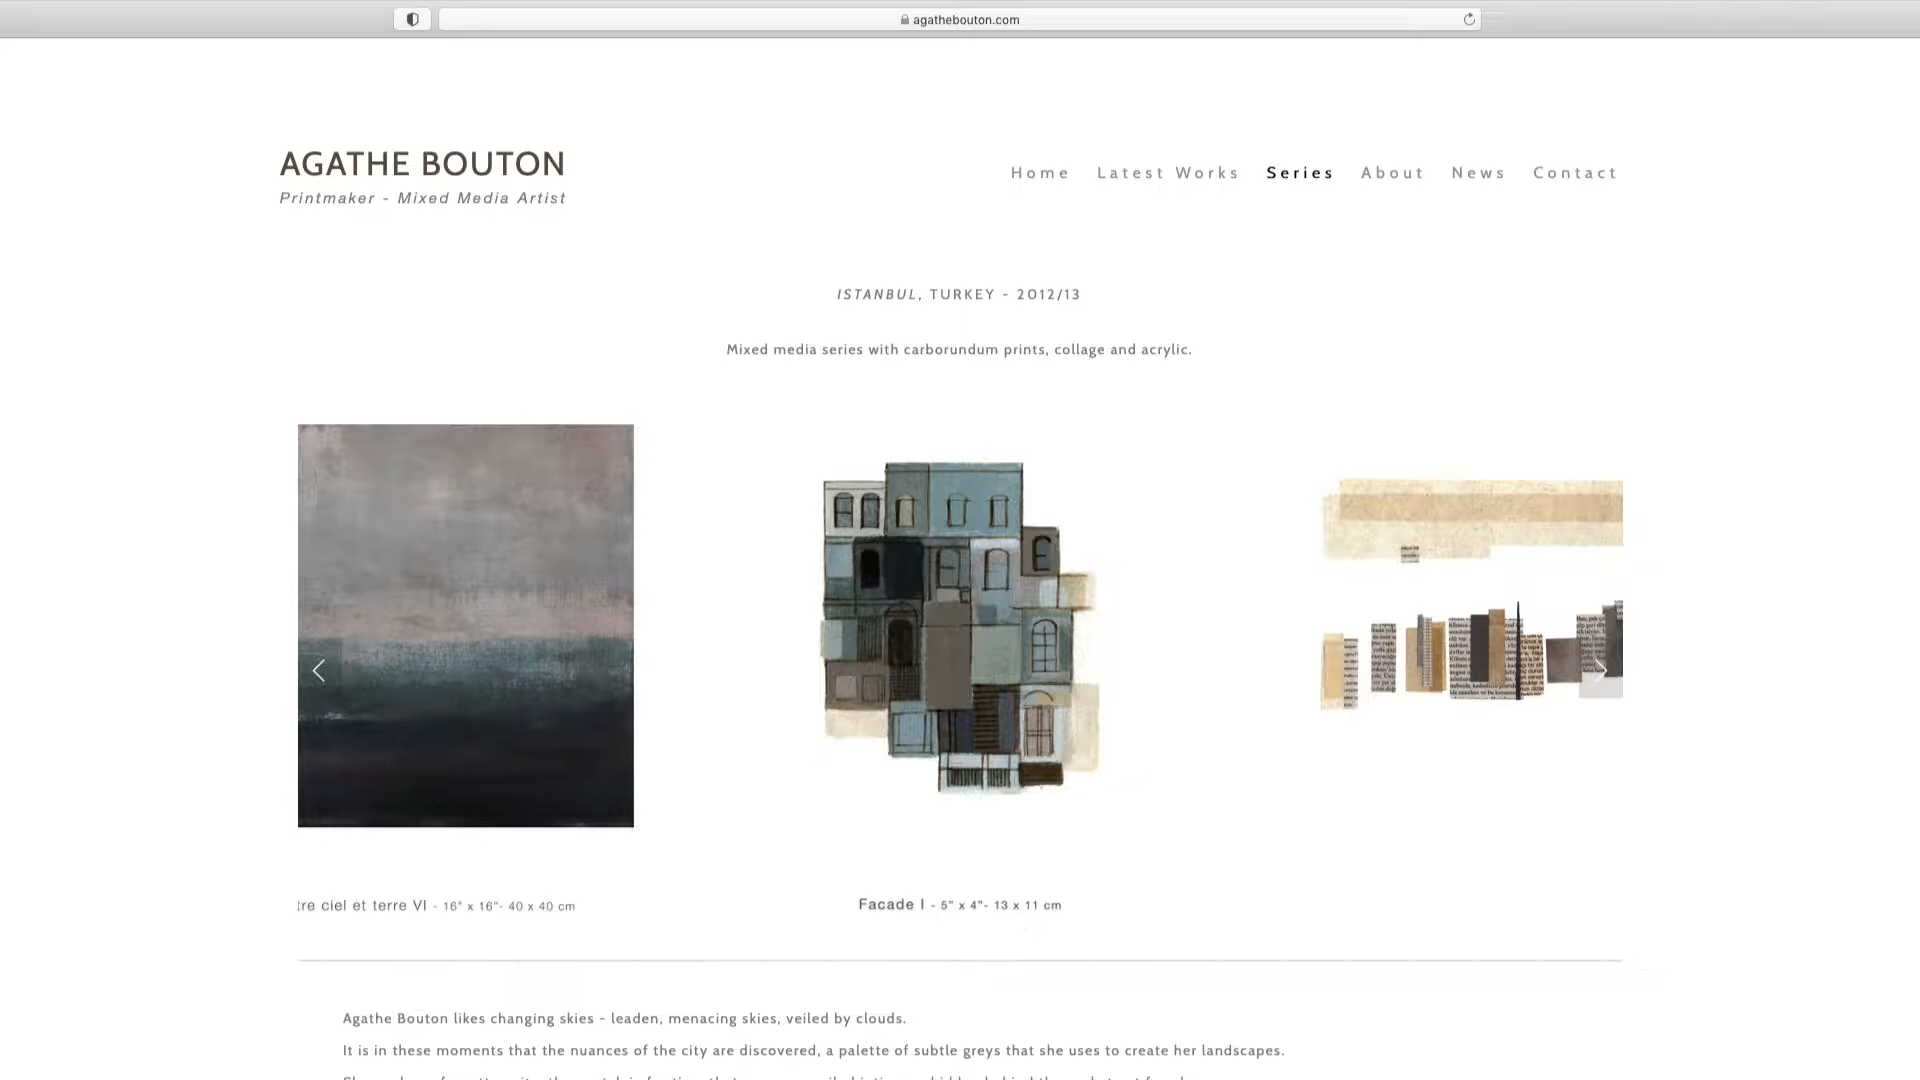 agathebouton.com
AGATHE BOUTON
Printmaker - Mixed Media Artist
Home Latest Works Series About News Contact
ISTANBUL, TURKEY - 2012/13
Mixed media series with carborundum prints, collage and acrylic.
tre ciel et terre VI - 16" x 16"- 40 x 40 cm
Facade I - 5" x 4"- 13 x 11 cm
Agathe Bouton likes changing skies - leaden, menacing skies, veiled by clouds.
It is in these moments that the nuances of the city are discovered, a palette of subtle greys that she uses to create her landscapes.